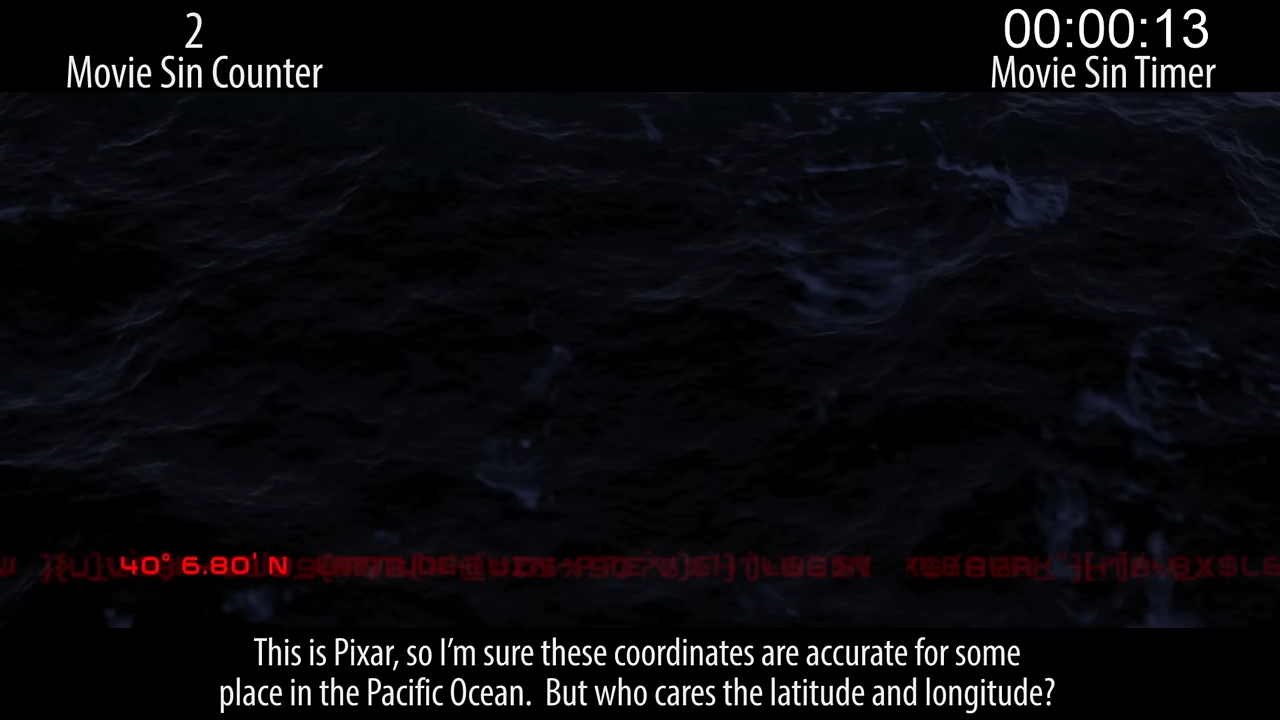 2
Movie Sin Counter
00:00:13
Movie Sin Timer
40° 6.80' N
This is Pixar, so I'm sure these coordinates are accurate for some
place in the Pacific Ocean.  But who cares the latitude and longitude?